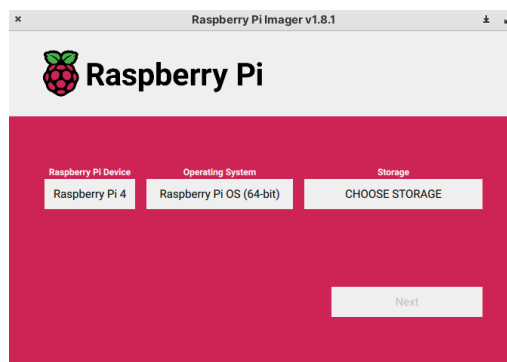 Raspberry Pi Imager v1.8.1
Raspberry Pi
Raspberry Pi Device Operating System Storage
Raspberry Pi 4 Raspberry Pi OS (64-bit) CHOOSE STORAGE
Next